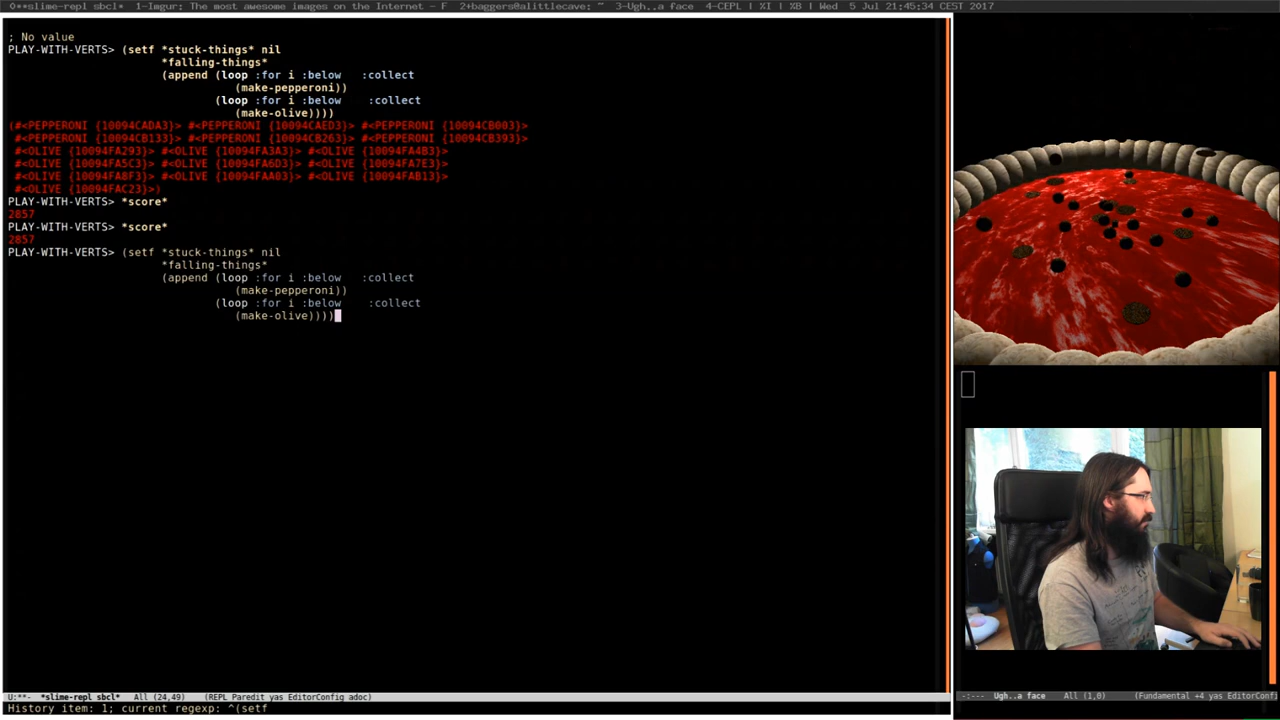 0**slime-repl sbcl* 1-Imgur: The most awesome images on the Internet - F 2+baggers@alittlecave: ~ 3-Ugh..a face 4-CEPL | %I | %B | Wed 5 Jul 21:45:34 CEST 2017
; No value
PLAY-WITH-VERTS> (setf *stuck-things* nil
*falling-things*
(append (loop :for i :below :collect
(make-pepperoni))
(loop :for i :below :collect
(make-olive))))
(#<PEPPERONI {10094CADA3}> #<PEPPERONI {10094CAED3}> #<PEPPERONI {10094CB003}>
#<PEPPERONI {10094CB133}> #<PEPPERONI {10094CB263}> #<PEPPERONI {10094CB393}>
#<OLIVE {10094FA293}> #<OLIVE {10094FA3A3}> #<OLIVE {10094FA4B3}>
#<OLIVE {10094FA5C3}> #<OLIVE {10094FA6D3}> #<OLIVE {10094FA7E3}>
#<OLIVE {10094FA8F3}> #<OLIVE {10094FAA03}> #<OLIVE {10094FAB13}>
#<OLIVE {10094FAC23}>)
PLAY-WITH-VERTS> *score*
2857
PLAY-WITH-VERTS> *score*
2857
PLAY-WITH-VERTS> (setf *stuck-things* nil
*falling-things*
(append (loop :for i :below :collect
(make-pepperoni))
(loop :for i :below :collect
(make-olive))))
U:**- *slime-repl sbcl* All (24,49) (REPL Paredit yas EditorConfig adoc)
-:--- Ugh..a face All (1,0) (Fundamental +4 yas EditorConfi
History item: 1; current regexp: ^(setf